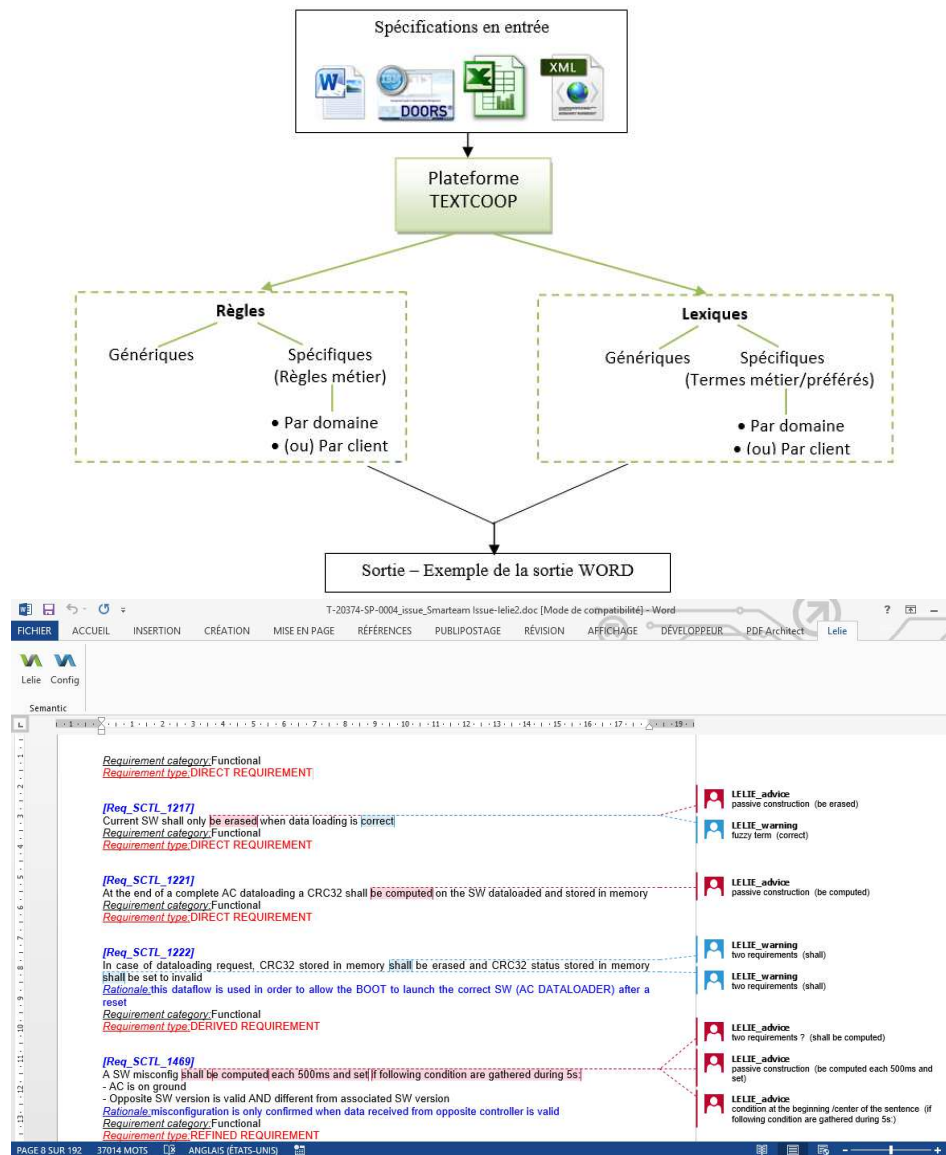 Spécifications en entrée
W
DOORS®
X
XML
Plateforme
TEXTCOOP
Règles
Génériques
Spécifiques
(Règles métier)
• Par domaine
• (ou) Par client
Lexiques
Génériques
Spécifiques
(Termes métier/préférés)
• Par domaine
• (ou) Par client
Sortie – Exemple de la sortie WORD
T-20374-SP-0004_issue_Smarteam Issue-lelie2.doc [Mode de compatibilité] - Word
FICHIER ACCUEIL INSERTION CRÉATION MISE EN PAGE RÉFÉRENCES PUBLIPOSTAGE RÉVISION AFFICHAGE DÉVELOPPEUR PDF Architect Lelie
Lelie Config
Semantic
Requirement category:Functional
Requirement type:DIRECT REQUIREMENT
[Req_SCTL_1217]
Current SW shall only be erased when data loading is correct
Requirement category:Functional
Requirement type:DIRECT REQUIREMENT
LELIE_advice
passive construction (be erased)
LELIE_warning
fuzzy term (correct)
[Req_SCTL_1221]
At the end of a complete AC dataloading a CRC32 shall be computed on the SW dataloaded and stored in memory
Requirement category:Functional
Requirement type:DIRECT REQUIREMENT
LELIE_advice
passive construction (be computed)
[Req_SCTL_1222]
In case of dataloading request, CRC32 stored in memory shall be erased and CRC32 status stored in memory
shall be set to invalid
Rationale:this dataflow is used in order to allow the BOOT to launch the correct SW (AC DATALOADER) after a
reset
Requirement category:Functional
Requirement type:DERIVED REQUIREMENT
LELIE_warning
two requirements (shall)
LELIE_warning
two requirements (shall)
[Req_SCTL_1469]
A SW misconfig shall be computed each 500ms and set if following condition are gathered during 5s:
- AC is on ground
- Opposite SW version is valid AND different from associated SW version
Rationale:misconfiguration is only confirmed when data received from opposite controller is valid
Requirement category:Functional
Requirement type:REFINED REQUIREMENT
LELIE_advice
two requirements ? (shall be computed)
LELIE_advice
passive construction (be computed each 500ms and
set)
LELIE_advice
condition at the beginning /center of the sentence (if
following condition are gathered during 5s:)
PAGE 8 SUR 192 37014 MOTS ANGLAIS (ÉTATS-UNIS)